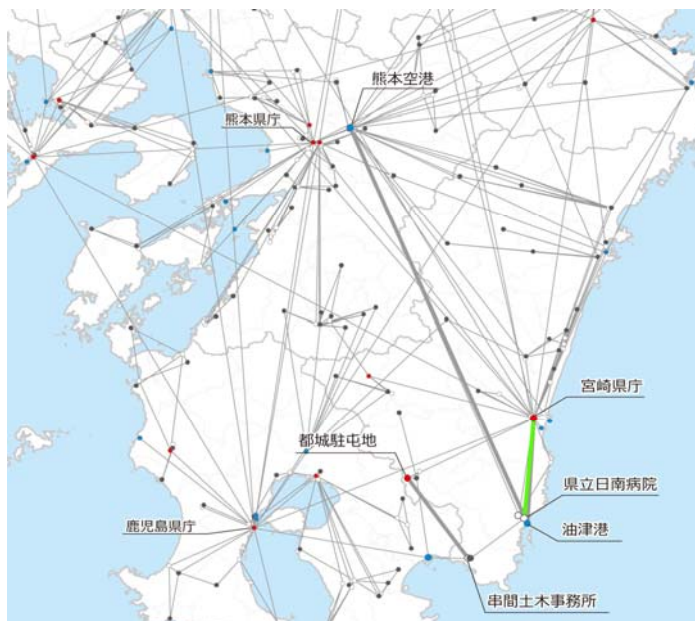 熊本空港
熊本県庁
宮崎県庁
都城駐屯地
県立日南病院
鹿児島県庁
油津港
串間土木事務所